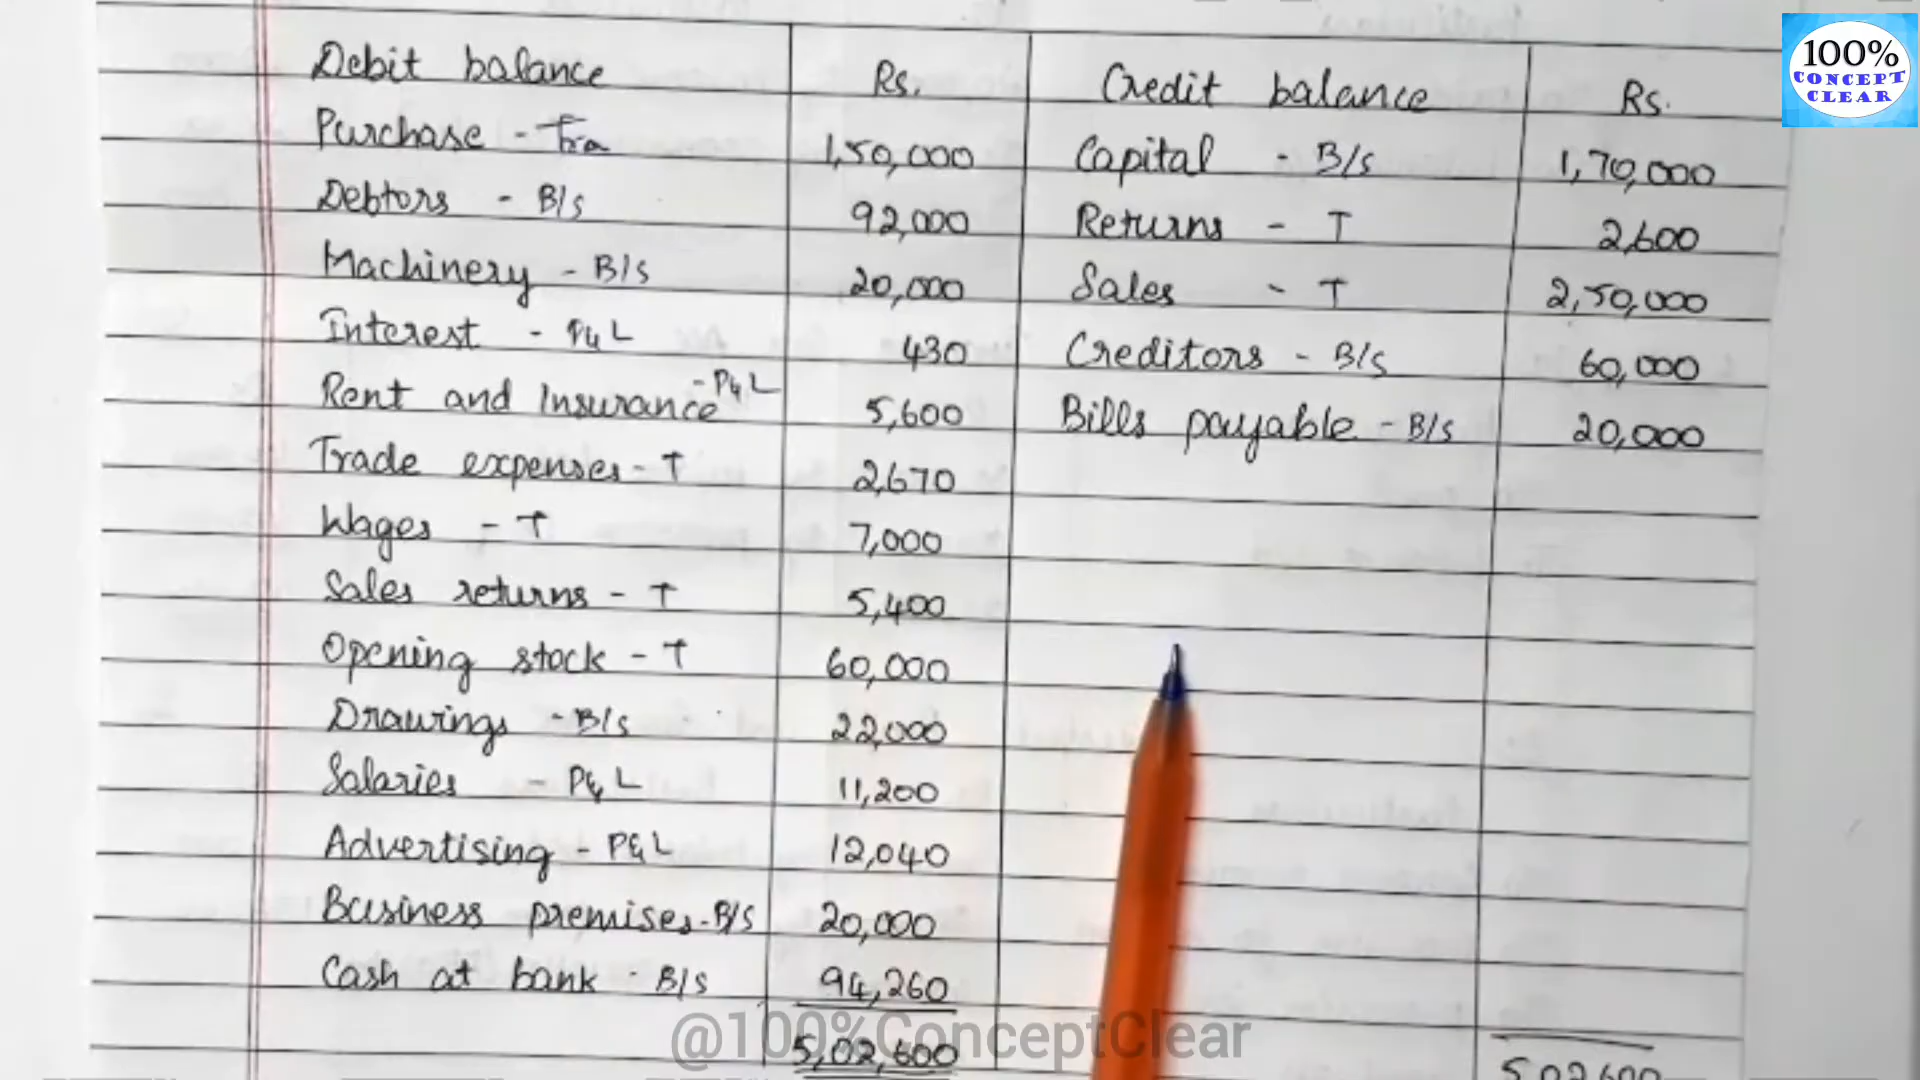 Debit balance Rs. Credit balance Rs.
Purchase - Tra 1,50,000 Capital - B/s 1,70,000
Debtors - B/s 92,000 Returns - T 2,600
Machinery - B/s 20,000 Sales - T 2,50,000
Interest - P&L 430 Creditors - B/s 60,000
Rent and Insurance - P&L 5,600 Bills payable - B/s 20,000
Trade expenses - T 2,670
Wages - T 7,000
Sales returns - T 5,400
Opening stock - T 60,000
Drawings - B/s 22,000
Salaries - P&L 11,200
Advertising - P&L 12,040
Business premises - B/s 20,000
Cash at bank - B/s 94,260
5,02,600 5,02,600
100%
CONCEPT
CLEAR
@100%ConceptClear